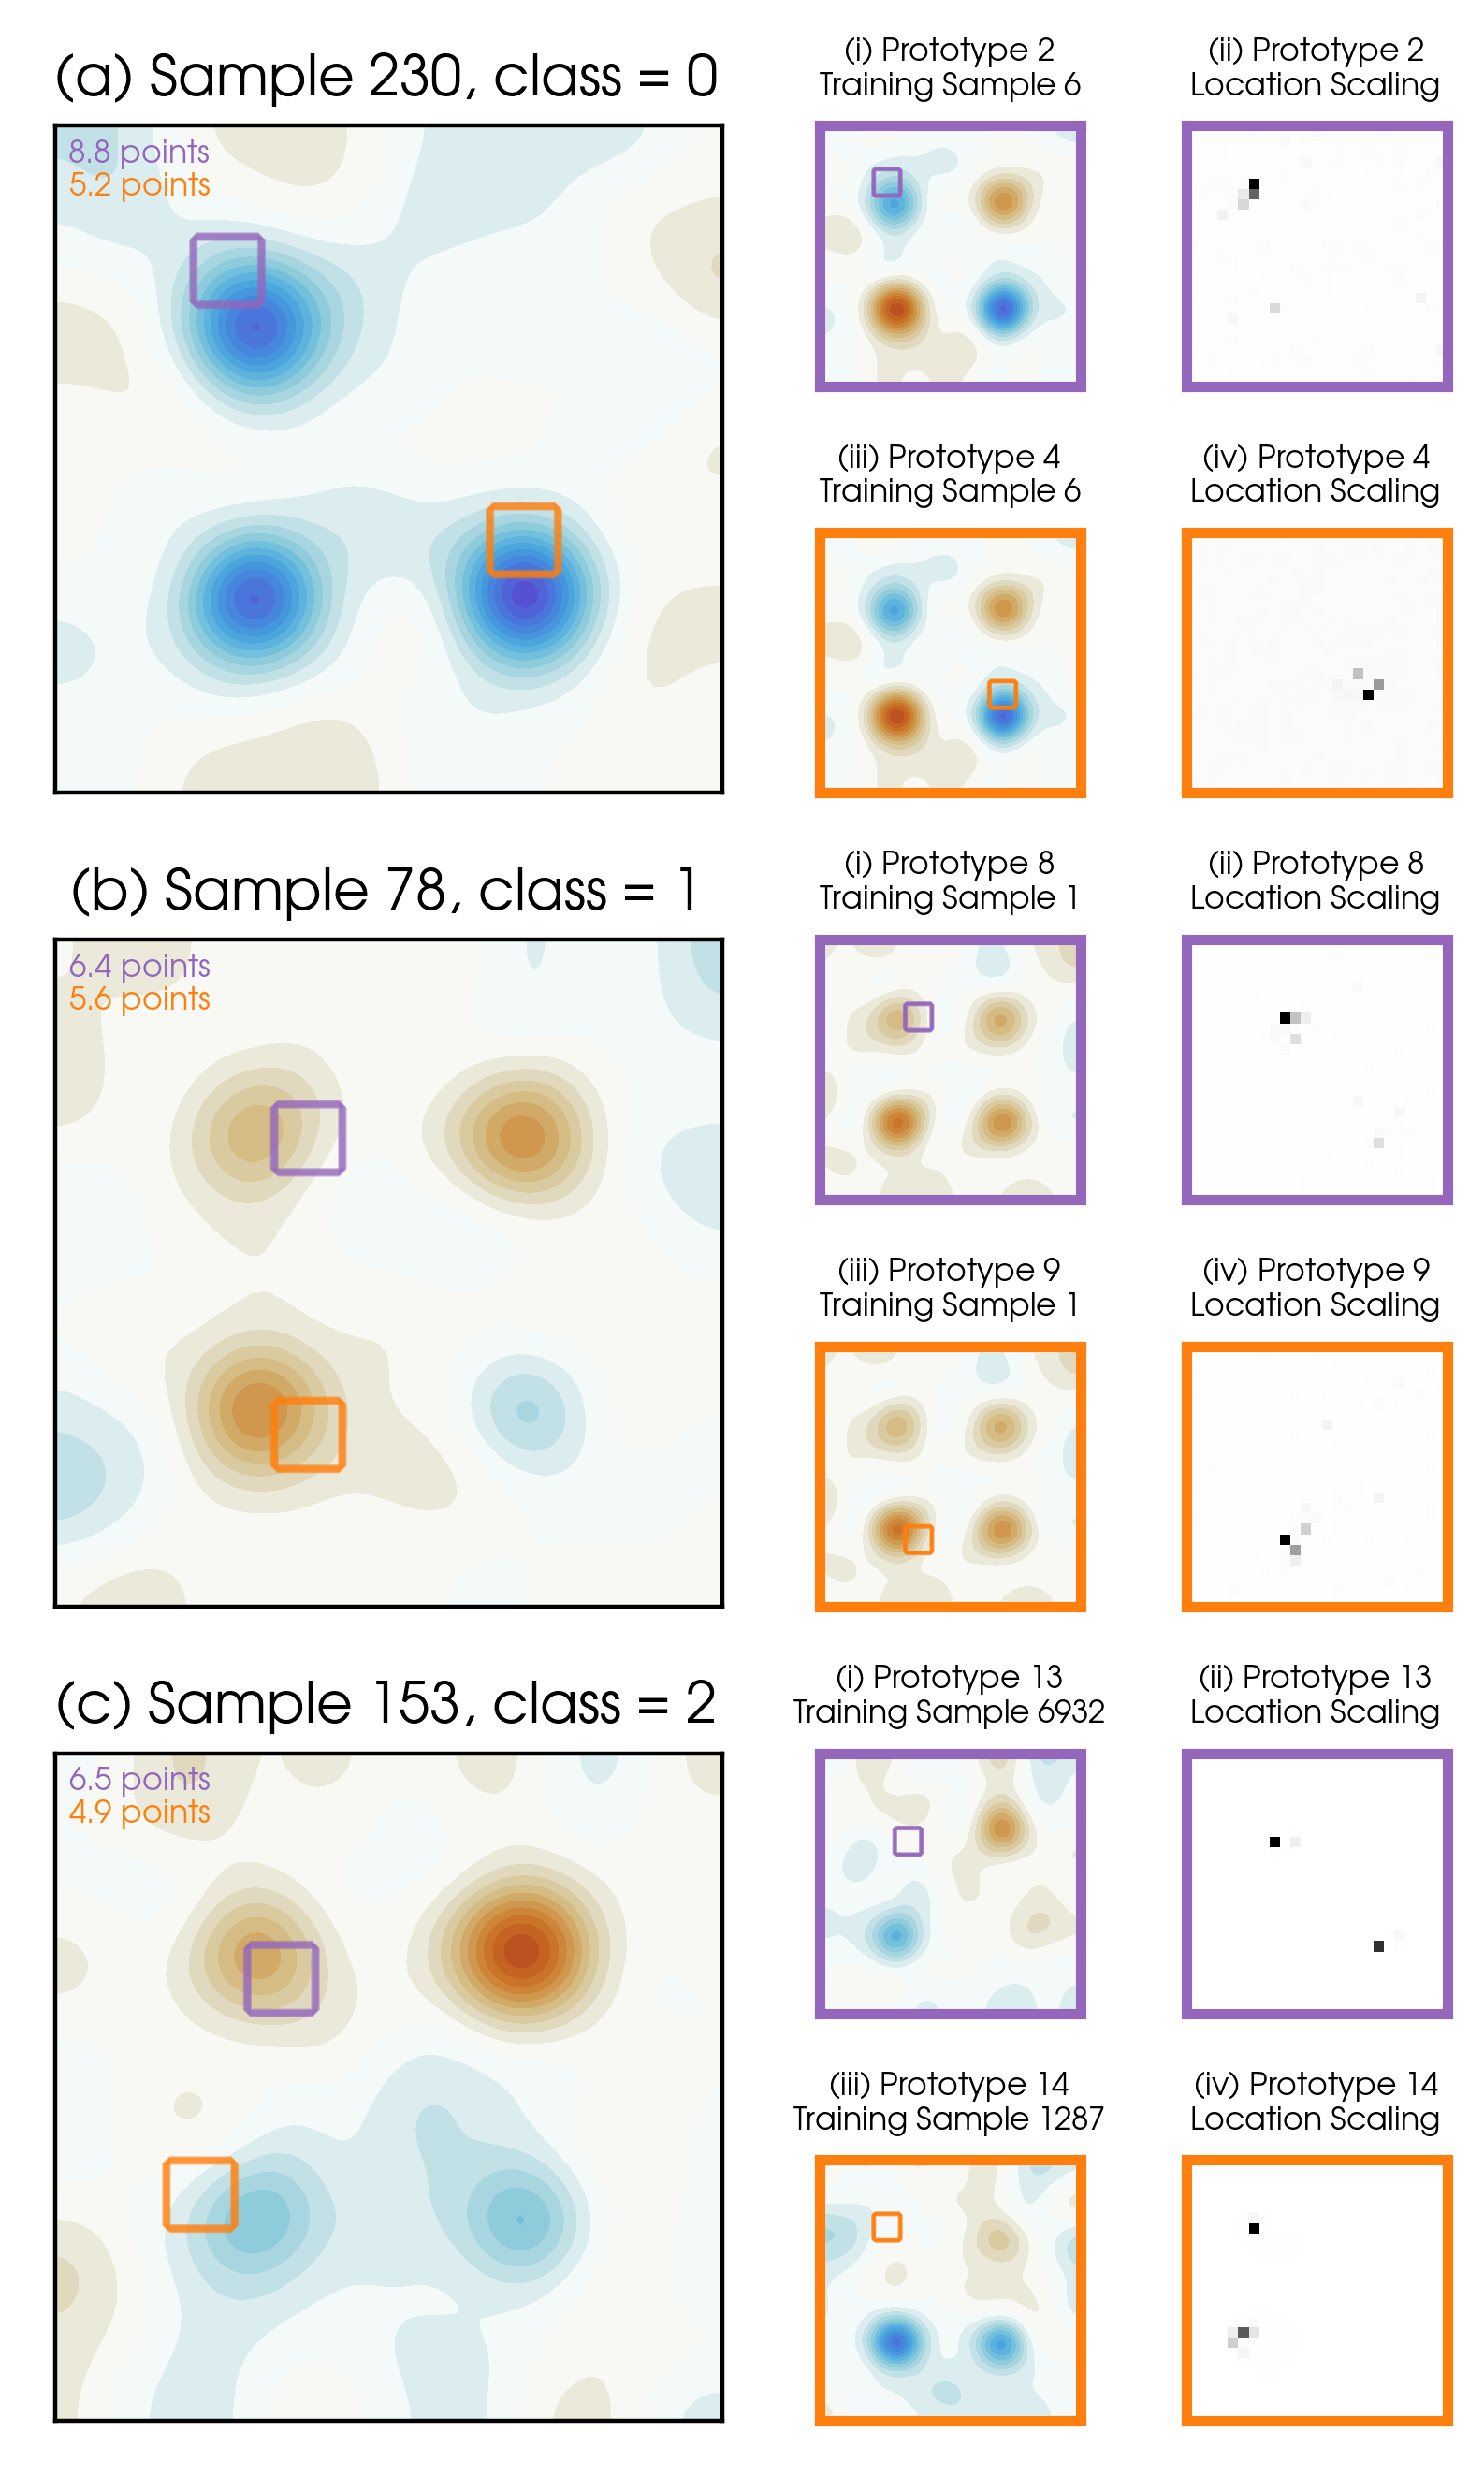 (a) Sample 230, class = 0
8.8 points
5.2 points
(i) Prototype 2
Training Sample 6
(ii) Prototype 2
Location Scaling
(iii) Prototype 4
Training Sample 6
(iv) Prototype 4
Location Scaling
(b) Sample 78, class = 1
6.4 points
5.6 points
(i) Prototype 8
Training Sample 1
(ii) Prototype 8
Location Scaling
(iii) Prototype 9
Training Sample 1
(iv) Prototype 9
Location Scaling
(c) Sample 153, class = 2
6.5 points
4.9 points
(i) Prototype 13
Training Sample 6932
(ii) Prototype 13
Location Scaling
(iii) Prototype 14
Training Sample 1287
(iv) Prototype 14
Location Scaling